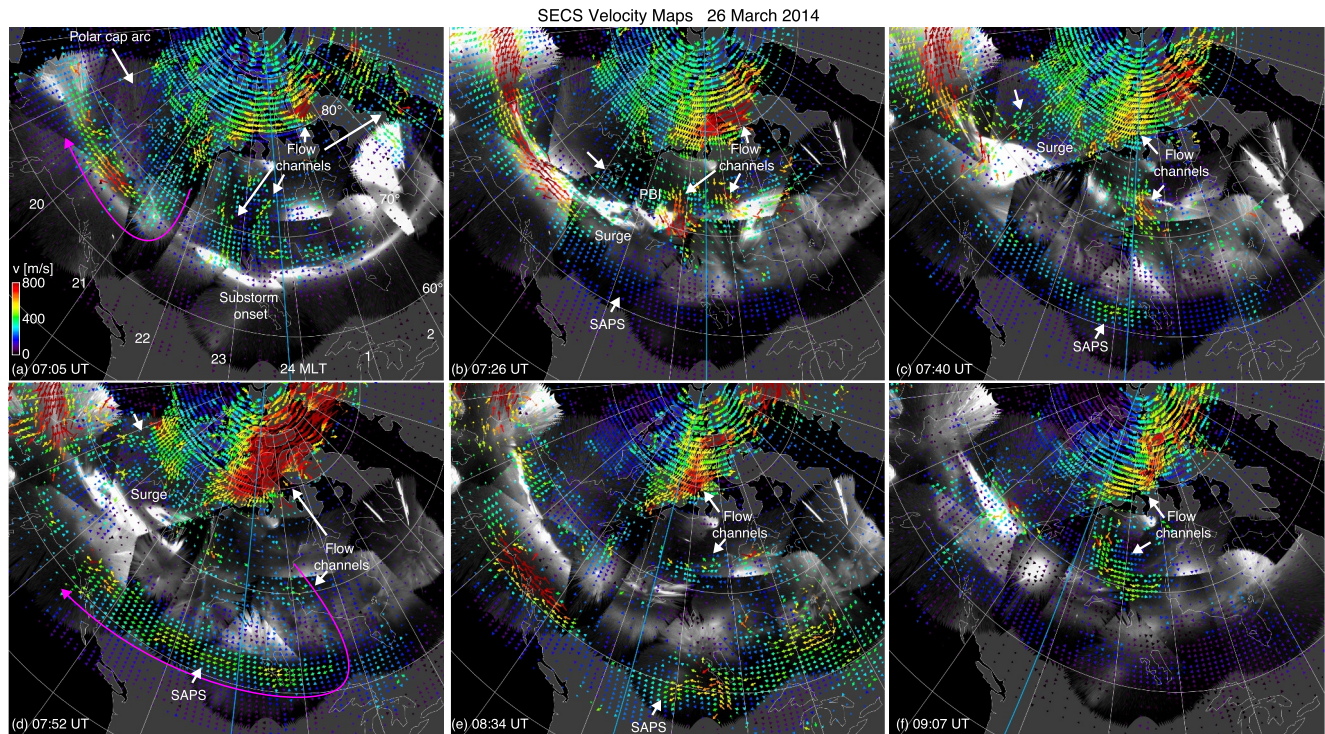 SECS Velocity Maps   26 March 2014
Polar cap arc
80°
Flow
channels
70°
20
v [m/s]
800
21
400
60°
Substorm
onset
0
22
23
24 MLT
1
2
(a) 07:05 UT
Flow
channels
PBI
Surge
SAPS
(b) 07:26 UT
Surge
Flow
channels
SAPS
(c) 07:40 UT
Surge
Flow
channels
SAPS
(d) 07:52 UT
Flow
channels
SAPS
(e) 08:34 UT
Flow
channels
(f) 09:07 UT